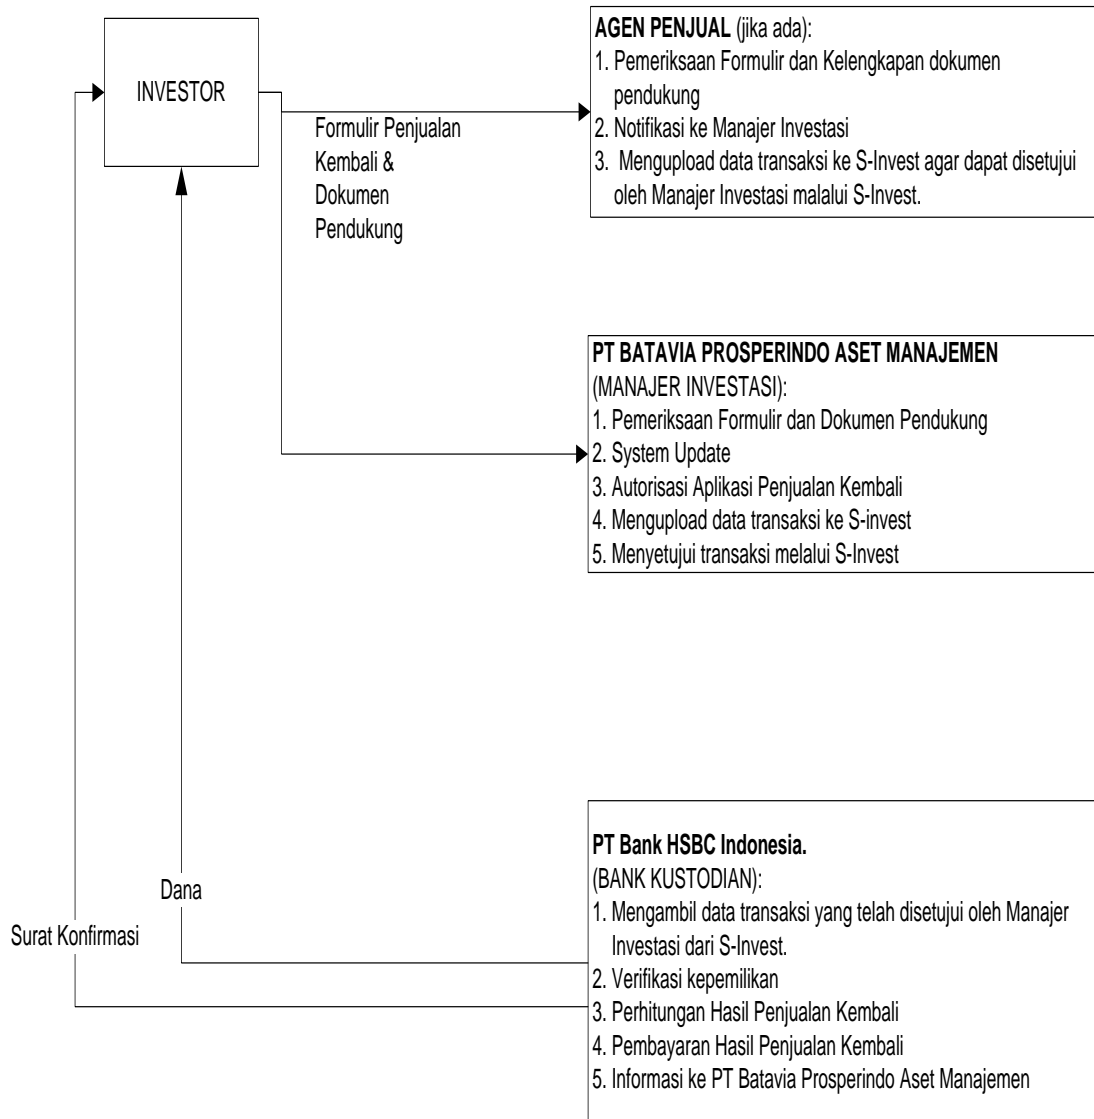 INVESTOR
Formulir Penjualan
Kembali &
Dokumen
Pendukung
AGEN PENJUAL (jika ada):
1. Pemeriksaan Formulir dan Kelengkapan dokumen
pendukung
2. Notifikasi ke Manajer Investasi
3. Mengupload data transaksi ke S-Invest agar dapat disetujui
oleh Manajer Investasi malalui S-Invest.
PT BATAVIA PROSPERINDO ASET MANAJEMEN
(MANAJER INVESTASI):
1. Pemeriksaan Formulir dan Dokumen Pendukung
2. System Update
3. Autorisasi Aplikasi Penjualan Kembali
4. Mengupload data transaksi ke S-invest
5. Menyetujui transaksi melalui S-Invest
Dana
Surat Konfirmasi
PT Bank HSBC Indonesia.
(BANK KUSTODIAN):
1. Mengambil data transaksi yang telah disetujui oleh Manajer
Investasi dari S-Invest.
2. Verifikasi kepemilikan
3. Perhitungan Hasil Penjualan Kembali
4. Pembayaran Hasil Penjualan Kembali
5. Informasi ke PT Batavia Prosperindo Aset Manajemen